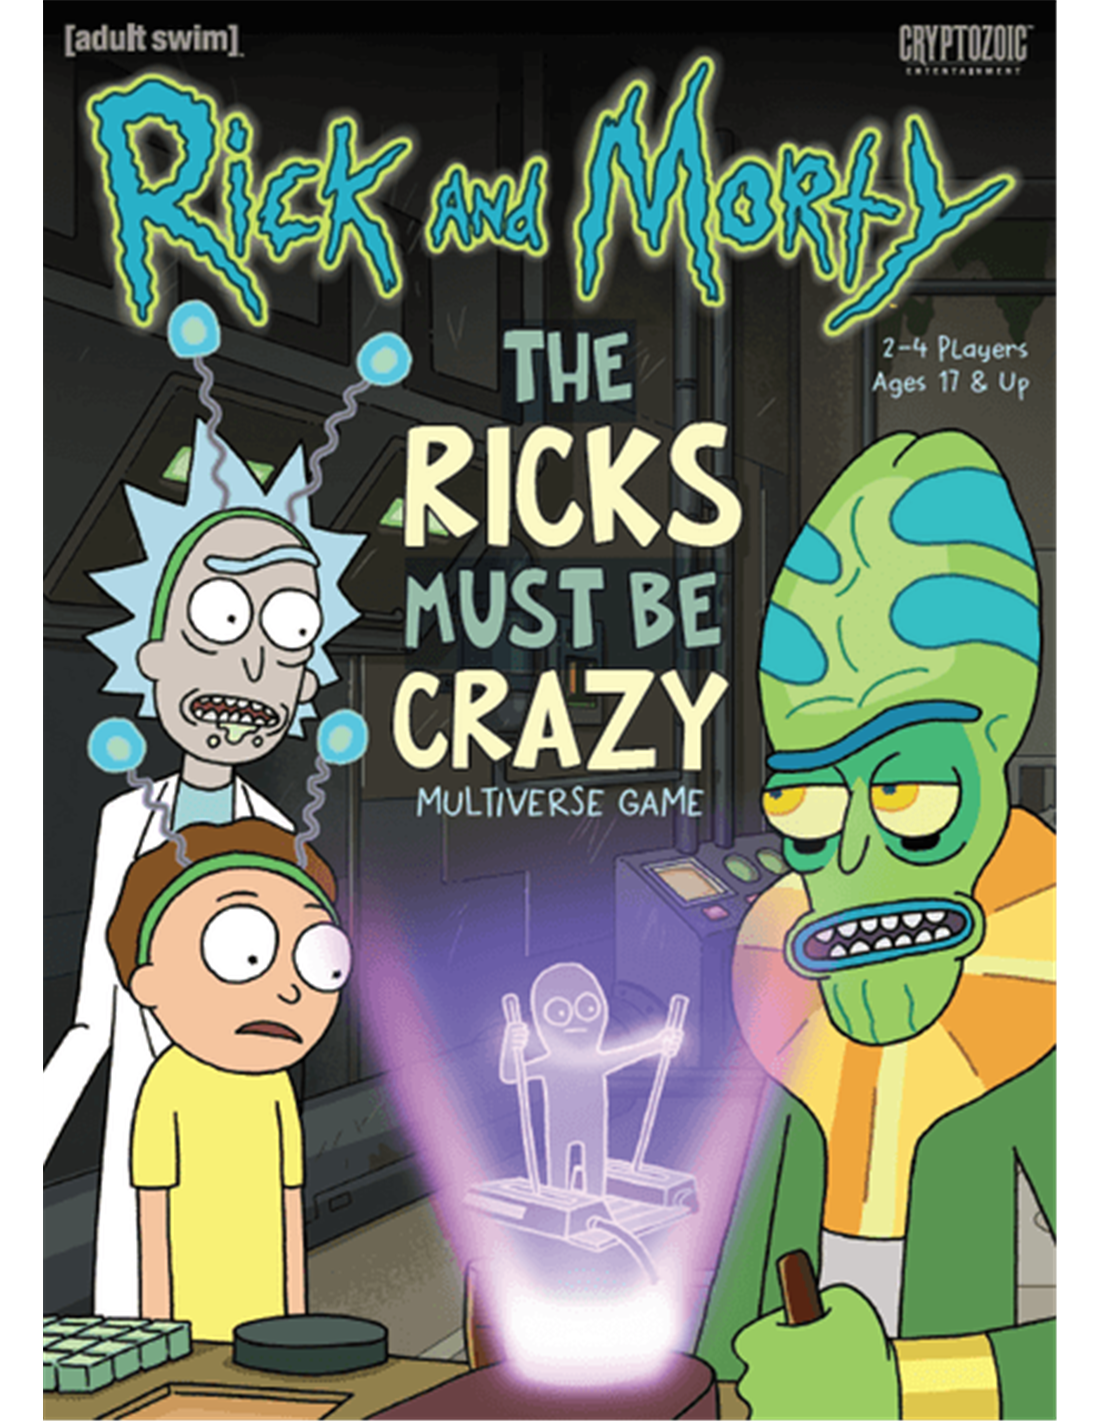 [adult swim]
CRYPTOZOIC
ENTERTAINMENT
RICK AND MORTY
2-4 Players
Ages 17 & Up
THE
RICKS
MUST BE
CRAZY
MULTIVERSE GAME